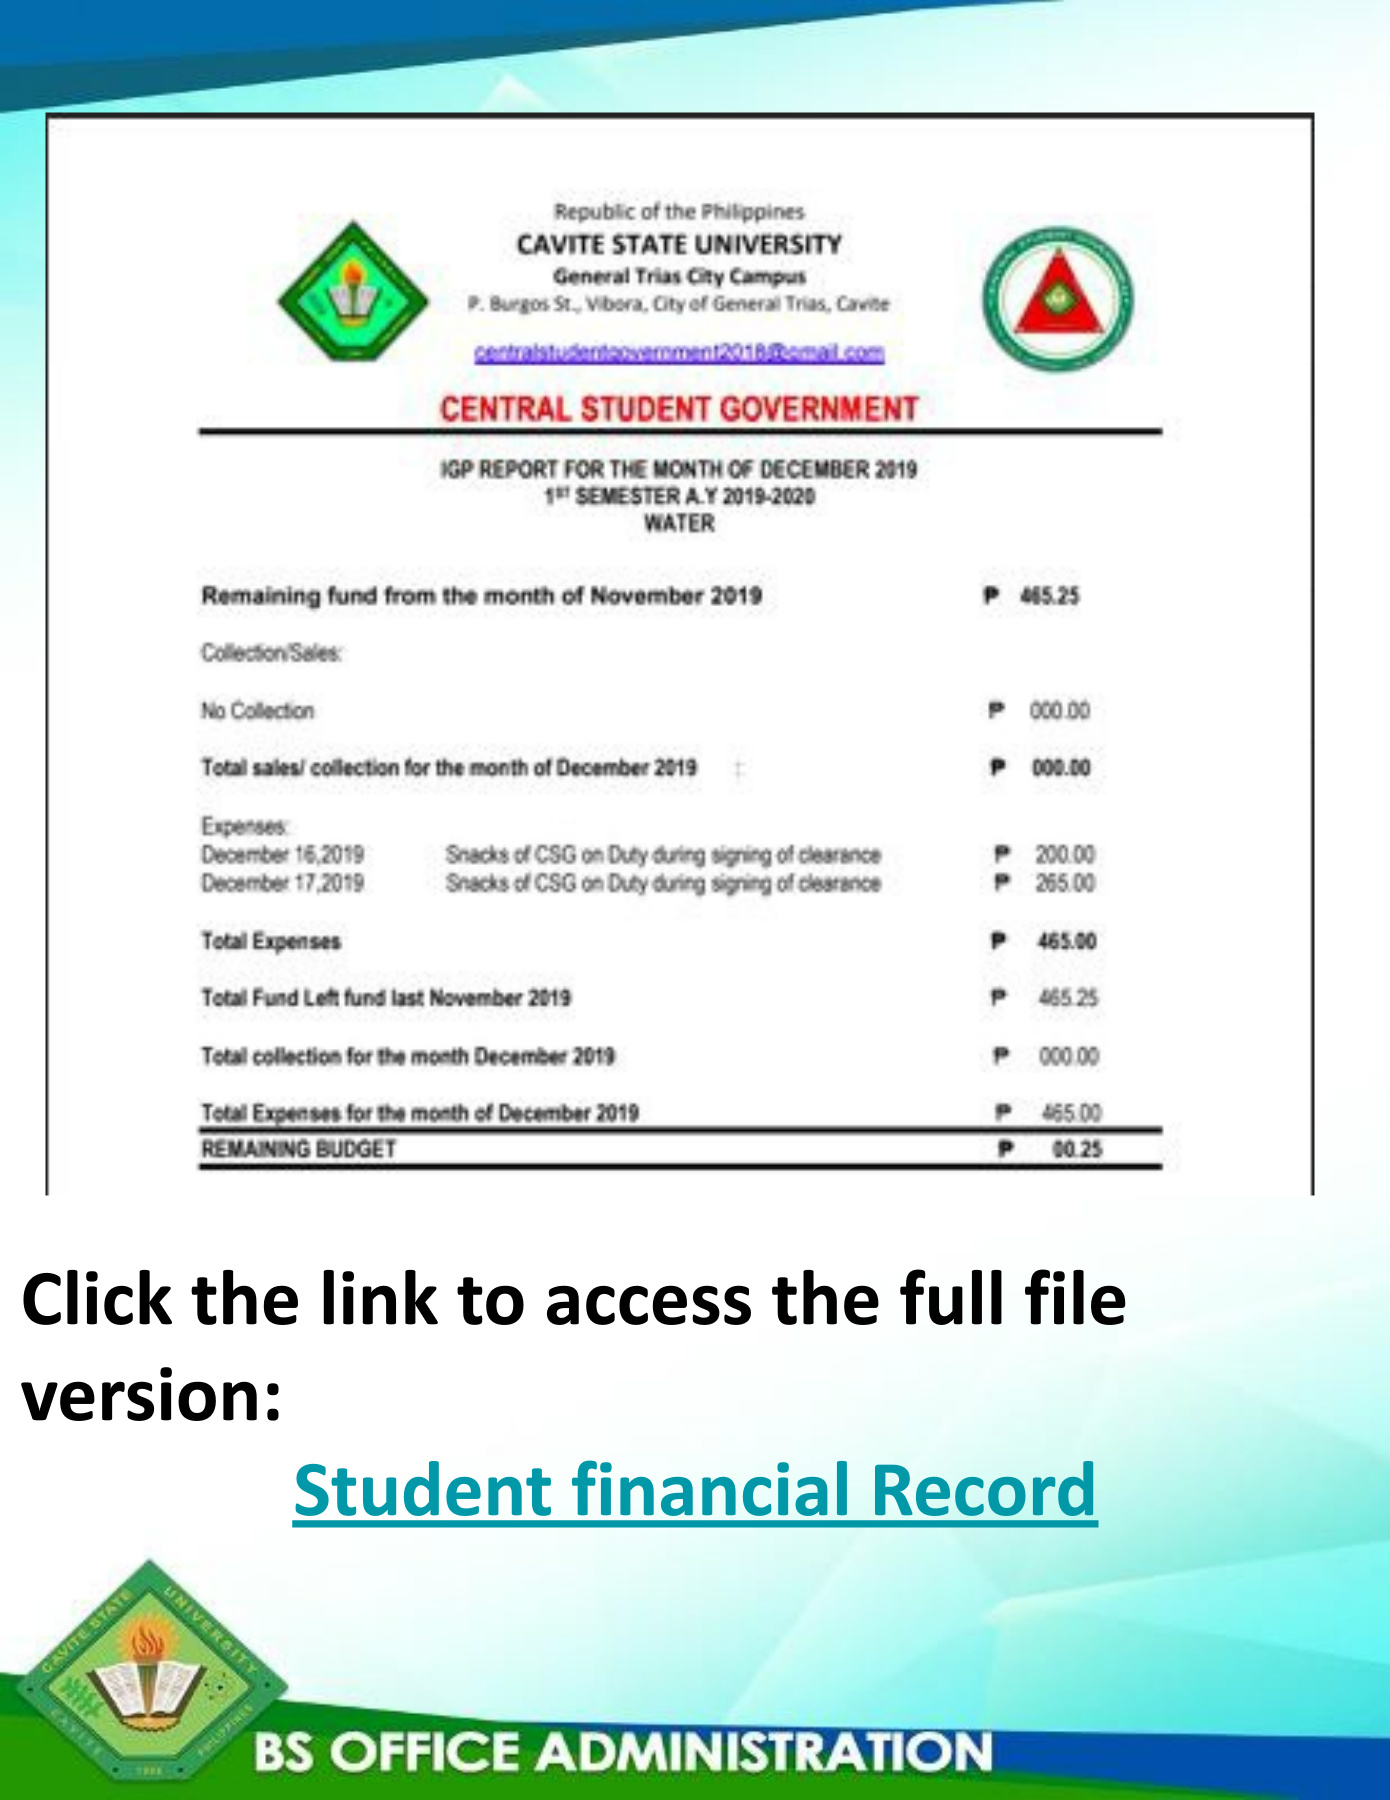 Republic of the Philippines
CAVITE STATE UNIVERSITY
General Trias City Campus
P. Burgos St., Vibora, City of General Trias, Cavite
centralstudentgovernment2018@gmail.com
CENTRAL STUDENT GOVERNMENT
IGP REPORT FOR THE MONTH OF DECEMBER 2019
1ST SEMESTER A.Y 2019-2020
WATER
Remaining fund from the month of November 2019 ₱ 465.25
Collection/Sales:
No Collection ₱ 000.00
Total sales/ collection for the month of December 2019 : ₱ 000.00
Expenses:
December 16,2019 Snacks of CSG on Duty during signing of clearance ₱ 200.00
December 17,2019 Snacks of CSG on Duty during signing of clearance ₱ 265.00
Total Expenses ₱ 465.00
Total Fund Left fund last November 2019 ₱ 465.25
Total collection for the month December 2019 ₱ 000.00
Total Expenses for the month of December 2019 ₱ 465.00
REMAINING BUDGET ₱ 00.25
Click the link to access the full file
version:
Student financial Record
CAVITE STATE UNIVERSITY
CAVITE PHILIPPINES
BS OFFICE ADMINISTRATION